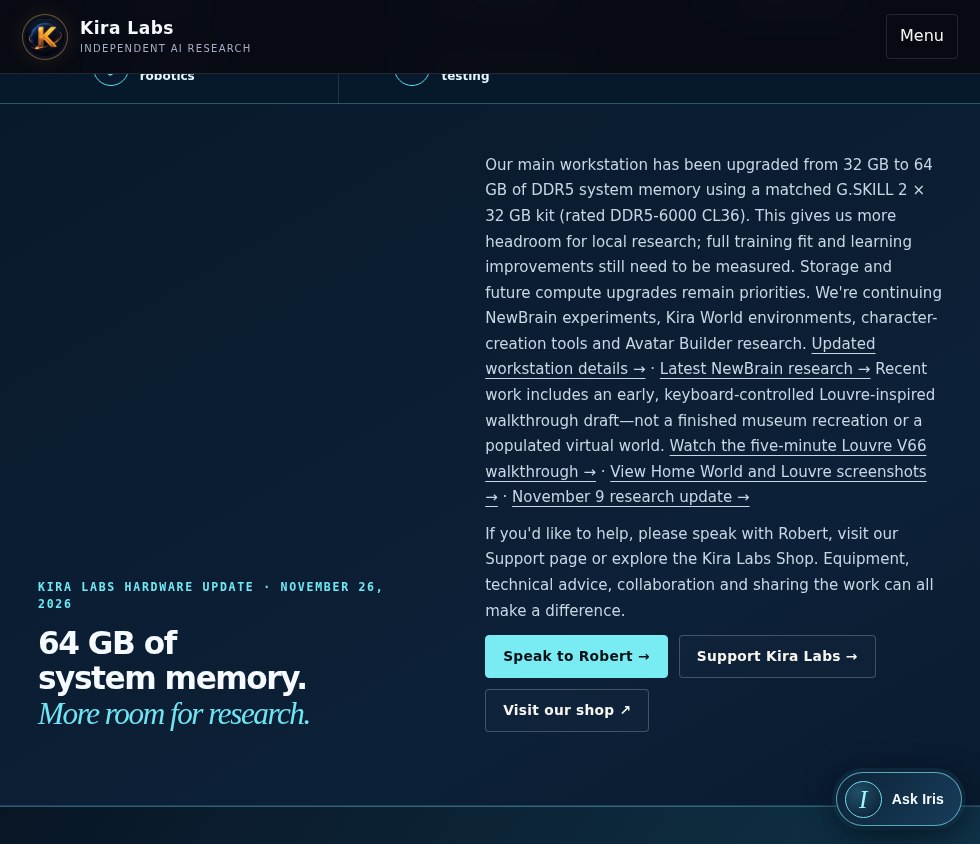 Kira Labs
INDEPENDENT AI RESEARCH
Menu
robotics
testing
Our main workstation has been upgraded from 32 GB to 64
GB of DDR5 system memory using a matched G.SKILL 2 ×
32 GB kit (rated DDR5-6000 CL36). This gives us more
headroom for local research; full training fit and learning
improvements still need to be measured. Storage and
future compute upgrades remain priorities. We're continuing
NewBrain experiments, Kira World environments, character-
creation tools and Avatar Builder research. Updated
workstation details → · Latest NewBrain research → Recent
work includes an early, keyboard-controlled Louvre-inspired
walkthrough draft—not a finished museum recreation or a
populated virtual world. Watch the five-minute Louvre V66
walkthrough → · View Home World and Louvre screenshots
→ · November 9 research update →
If you'd like to help, please speak with Robert, visit our
Support page or explore the Kira Labs Shop. Equipment,
technical advice, collaboration and sharing the work can all
make a difference.
KIRA LABS HARDWARE UPDATE · NOVEMBER 26,
2026
64 GB of
system memory.
More room for research.
Speak to Robert →
Support Kira Labs →
Visit our shop ↗
I Ask Iris